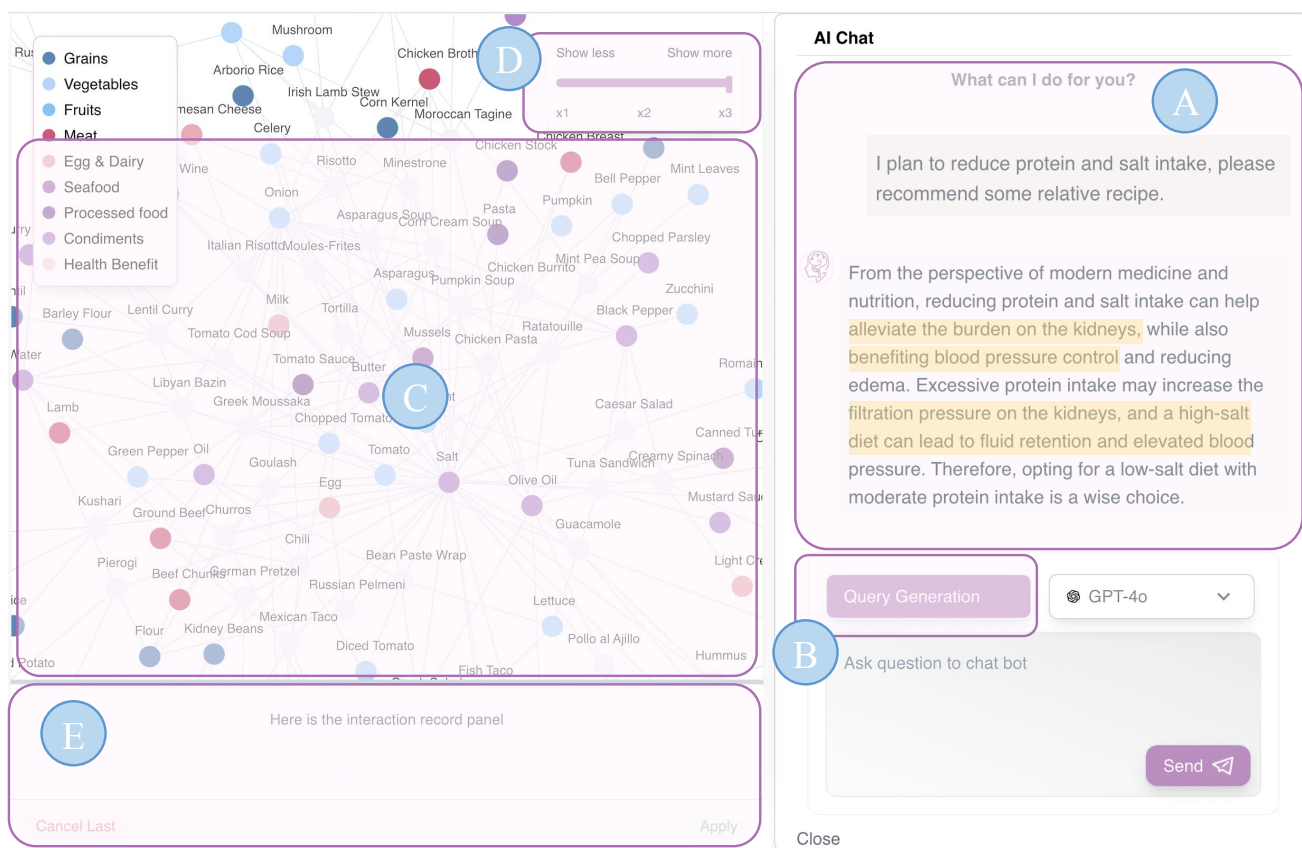 Mushroom
Rus
Grains
Vegetables
Fruits
Meat
Egg & Dairy
Seafood
Processed food
Condiments
Health Benefit
Chicken Broth
D
Show less
Show more
x1
x2
x3
Arborio Rice
Irish Lamb Stew
Corn Kernel
Moroccan Tagine
mesan Cheese
Celery
Chicken Breast
Chicken Stock
Wine
Risotto
Minestrone
Mint Leaves
Bell Pepper
Onion
Pumpkin
Pasta
Asparagus Soup
Corn Cream Soup
urry
Italian Risotto
Moules-Frites
Chopped Parsley
Mint Pea Soup
Chicken Burrito
Asparagus
Pumpkin Soup
Zucchini
ntil
Barley Flour
Lentil Curry
Milk
Tortilla
Black Pepper
Tomato Cod Soup
Mussels
Chicken Pasta
Ratatouille
Water
Tomato Sauce
Butter
Romain
Libyan Bazin
Greek Moussaka
C
nt
Lamb
Chopped Tomato
Caesar Salad
Canned Tu
Green Pepper
Oil
Goulash
Tomato
Salt
Tuna Sandwich
Creamy Spinach
Egg
Olive Oil
Kushari
Ground Beef
Churros
Mustard Sau
Guacamole
Chili
Bean Paste Wrap
Light Cre
Pierogi
Beef Chunks
German Pretzel
Russian Pelmeni
ice
Lettuce
Mexican Taco
Flour
Kidney Beans
Pollo al Ajillo
Diced Tomato
Hummus
d Potato
Fish Taco
E
Here is the interaction record panel
Cancel Last
Apply
AI Chat
What can I do for you?
A
I plan to reduce protein and salt intake, please
recommend some relative recipe.
From the perspective of modern medicine and
nutrition, reducing protein and salt intake can help
alleviate the burden on the kidneys, while also
benefiting blood pressure control and reducing
edema. Excessive protein intake may increase the
filtration pressure on the kidneys, and a high-salt
diet can lead to fluid retention and elevated blood
pressure. Therefore, opting for a low-salt diet with
moderate protein intake is a wise choice.
Query Generation
GPT-4o
B
Ask question to chat bot
Send
Close